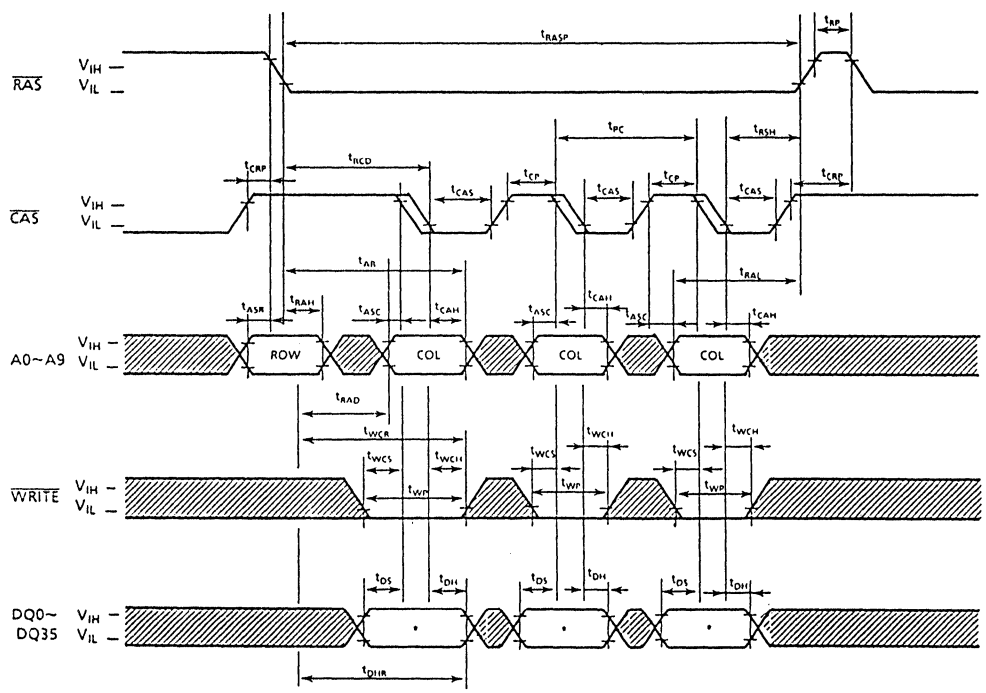 tRP
tRASP
RAS VIH
VIL
tPC tRSH
tRCD
tCRP tCP tCP tCRP
tCAS tCAS tCAS
CAS VIH
VIL
tAR tRAL
tASR tRAH tASC tCAH tASC tCAH tASC tCAH
A0~A9 VIH
VIL
ROW COL COL COL
tRAD
tWCR
tWCS tWCH tWCS tWCH tWCS tWCH
tWP tWP tWP
WRITE VIH
VIL
tDS tDH tDS tDH tDS tDH
DQ0~ VIH
DQ35 VIL
* * *
tDHR